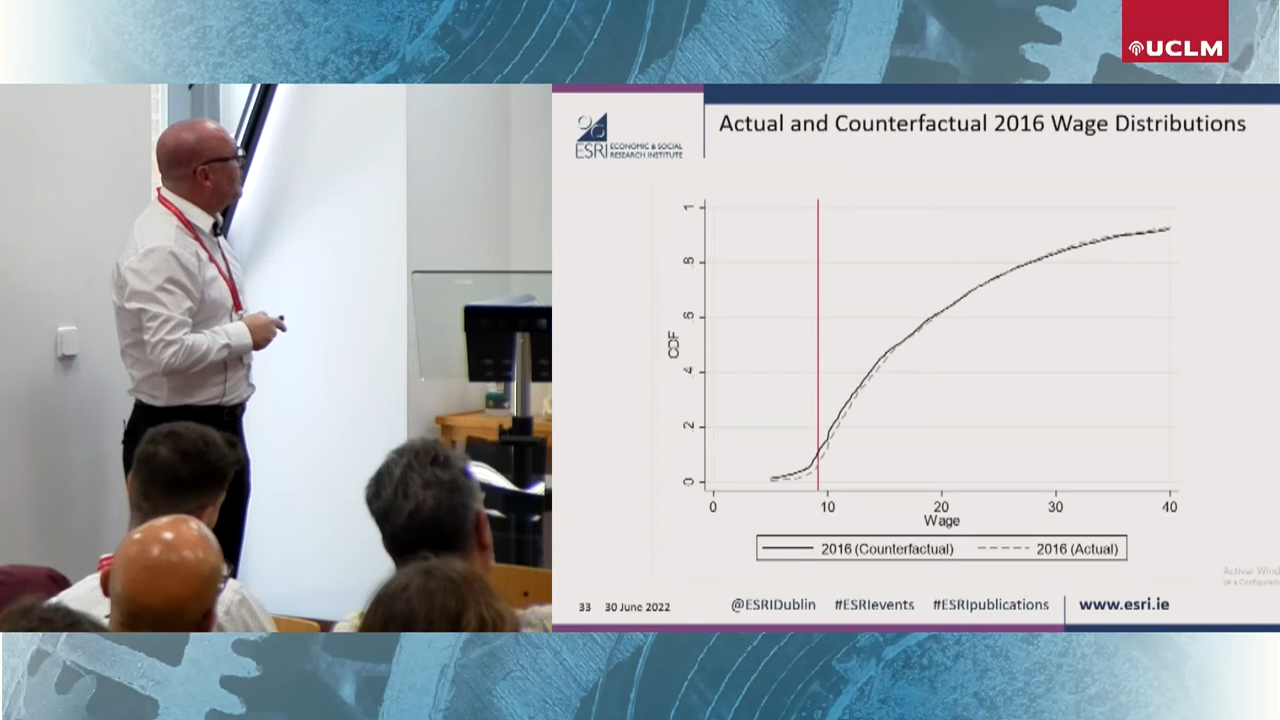 UCLM
ESRI
ECONOMIC & SOCIAL
RESEARCH INSTITUTE
Actual and Counterfactual 2016 Wage Distributions
1
.8
.6
.4
.2
0
CDF
0 10 20 30 40
Wage
2016 (Counterfactual) 2016 (Actual)
Activar Wind
33 30 June 2022 @ESRIDublin #ESRIevents #ESRIpublications www.esri.ie